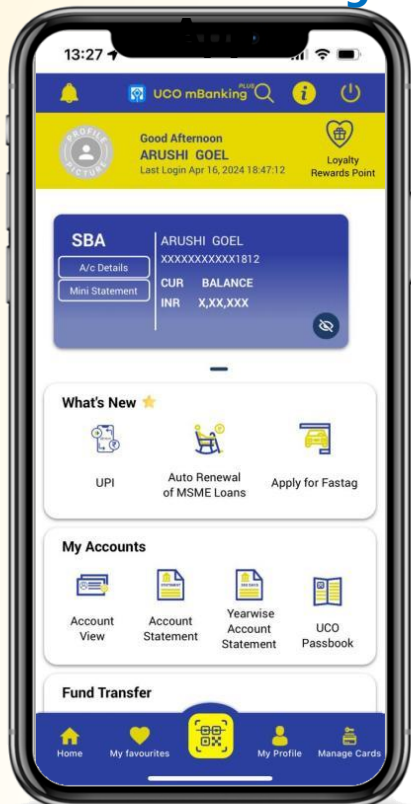 13:27
UCO mBanking PLUS
i
PROFILE
PICTURE
Good Afternoon
ARUSHI GOEL
Last Login Apr 16, 2024 18:47:12
Loyalty
Rewards Point
SBA
A/c Details
Mini Statement
ARUSHI GOEL
XXXXXXXXXXX1812
CUR BALANCE
INR X,XX,XXX
What's New
UPI
Auto Renewal
of MSME Loans
Apply for Fastag
My Accounts
Account
View
Account
Statement
Yearwise
Account
Statement
UCO
Passbook
Fund Transfer
Home
My favourites
My Profile
Manage Cards